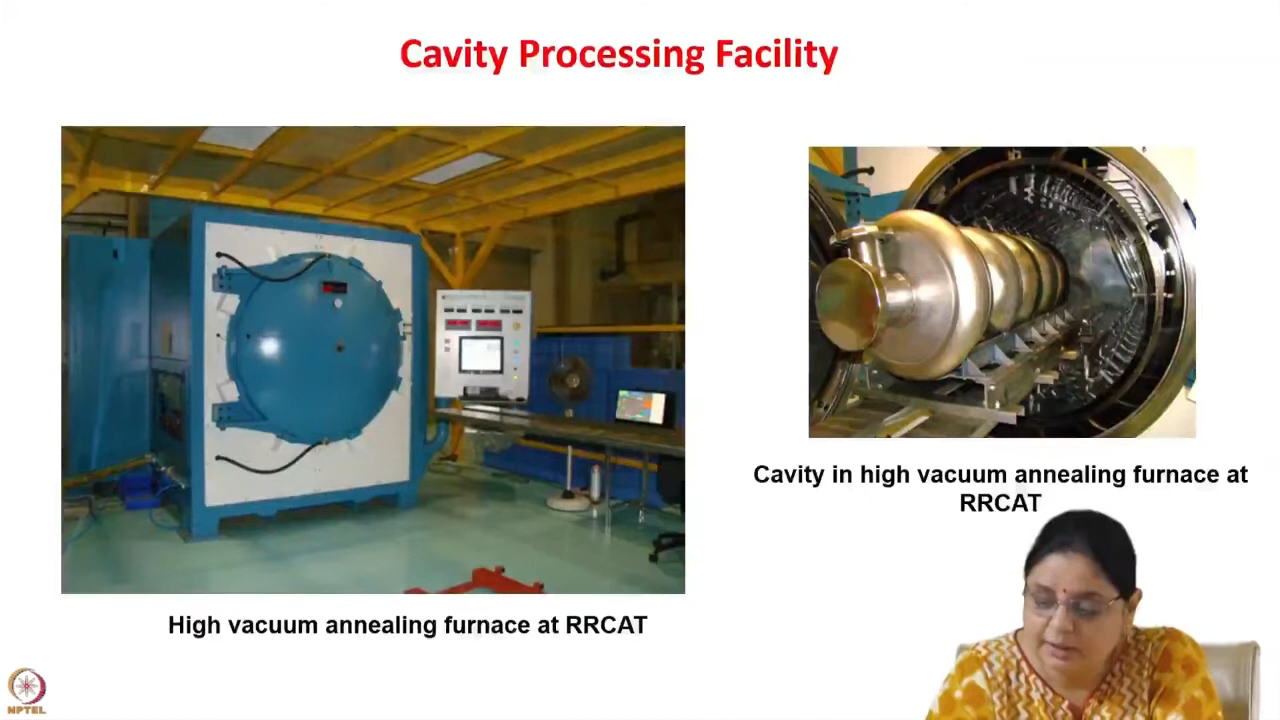 Cavity Processing Facility
Cavity in high vacuum annealing furnace at
RRCAT
High vacuum annealing furnace at RRCAT
NPTEL